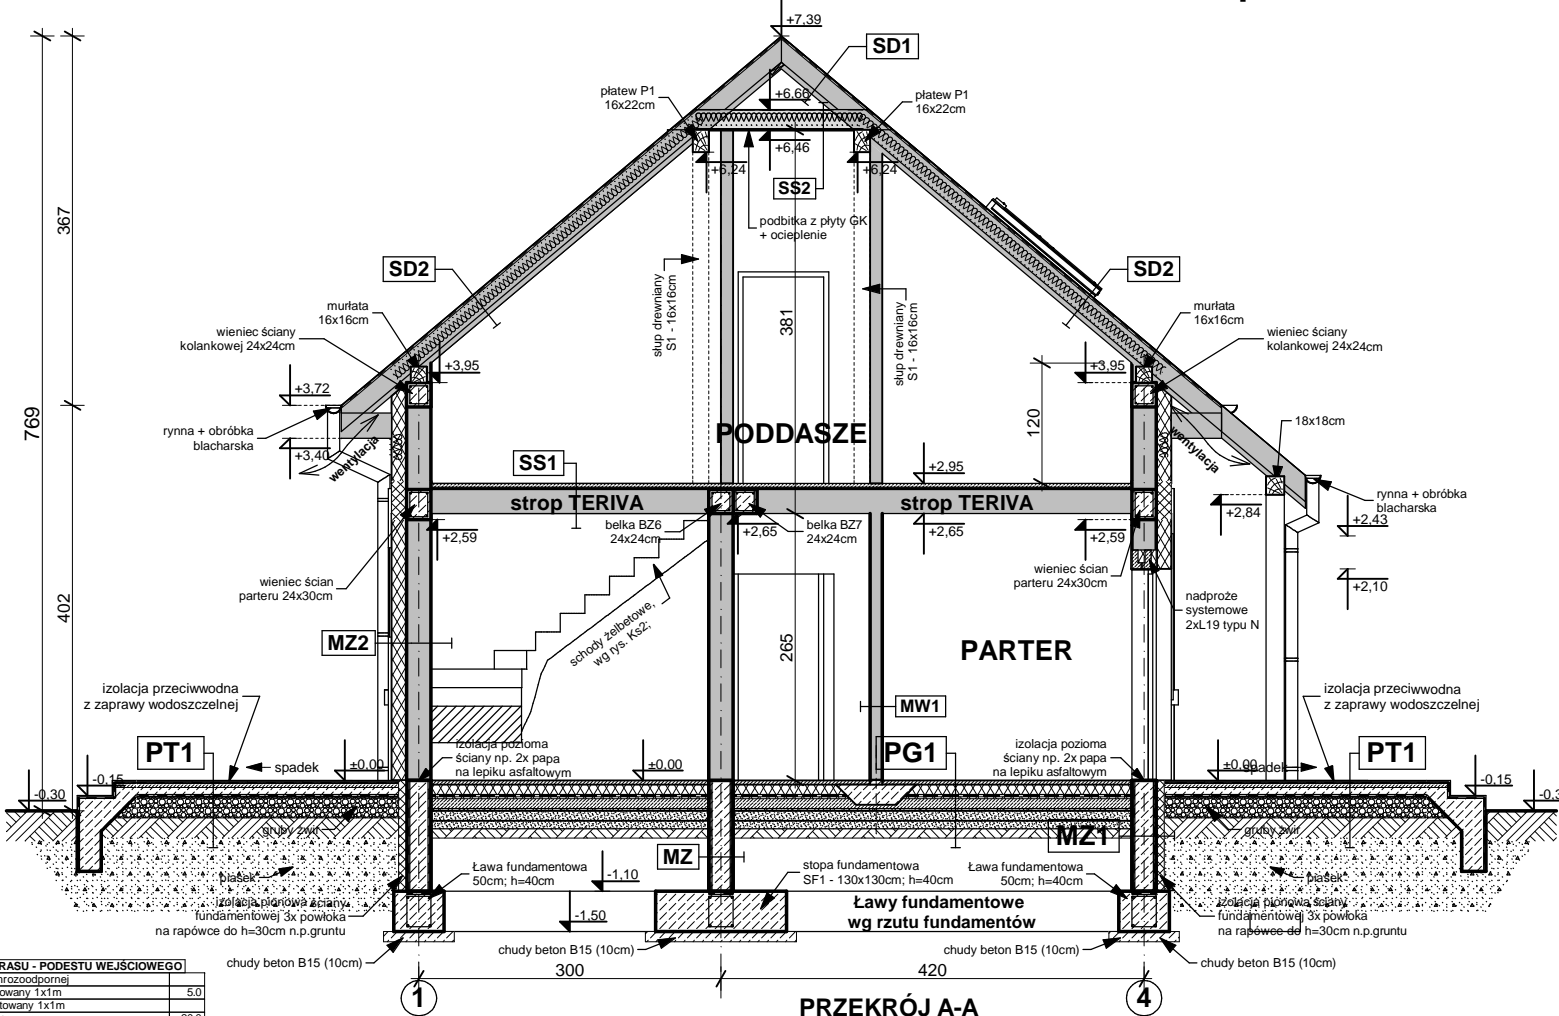 +7,39
SD1
płatew P1
16x22cm
+6,66
płatew P1
16x22cm
+6,46
+6,24
+6,24
SS2
podbitka z płyty GK
+ ocieplenie
367
SD2
SD2
słup drewniany
S1 - 16x16cm
381
słup drewniany
S1 - 16x16cm
murłata
16x16cm
murłata
16x16cm
wieniec ściany
kolankowej 24x24cm
wieniec ściany
kolankowej 24x24cm
+3,95
+3,95
+3,72
769
rynna + obróbka
blacharska
+3,40
wentylacja
PODDASZE
120
wentylacja
18x18cm
SS1
+2,95
strop TERIVA
strop TERIVA
rynna + obróbka
blacharska
+2,84
+2,43
belka BZ6
24x24cm
belka BZ7
24x24cm
+2,59
+2,65
+2,65
+2,59
wieniec ścian
parteru 24x30cm
wieniec ścian
parteru 24x30cm
+2,10
nadproże
systemowe
2xL19 typu N
402
MZ2
schody żelbetowe,
wg rys. Ks2;
265
PARTER
izolacja przeciwwodna
z zaprawy wodoszczelnej
izolacja przeciwwodna
z zaprawy wodoszczelnej
MW1
PT1
izolacja pozioma
ściany np. 2x papa
na lepiku asfaltowym
PG1
izolacja pozioma
ściany np. 2x papa
na lepiku asfaltowym
PT1
spadek
±0.00
±0.00
±0.00
spadek
-0.15
-0.15
-0.30
-0.3
gruby żwir
gruby żwir
MZ1
MZ
piasek
piasek
Ława fundamentowa
50cm; h=40cm
-1,10
stopa fundamentowa
SF1 - 130x130cm; h=40cm
Ława fundamentowa
50cm; h=40cm
izolacja pionowa ściany
fundamentowej 3x powłoka
na rapówce do h=30cm n.p.gruntu
-1.50
Ławy fundamentowe
wg rzutu fundamentów
izolacja pionowa ściany
fundamentowej 3x powłoka
na rapówce do h=30cm n.p.gruntu
chudy beton B15 (10cm)
chudy beton B15 (10cm)
chudy beton B15 (10cm)
chudy beton B15 (10cm)
300
420
RASU - PODESTU WEJŚCIOWEGO
nrozoodpornej
owany 1x1m 5.0
towany 1x1m
1
4
PRZEKRÓJ A-A